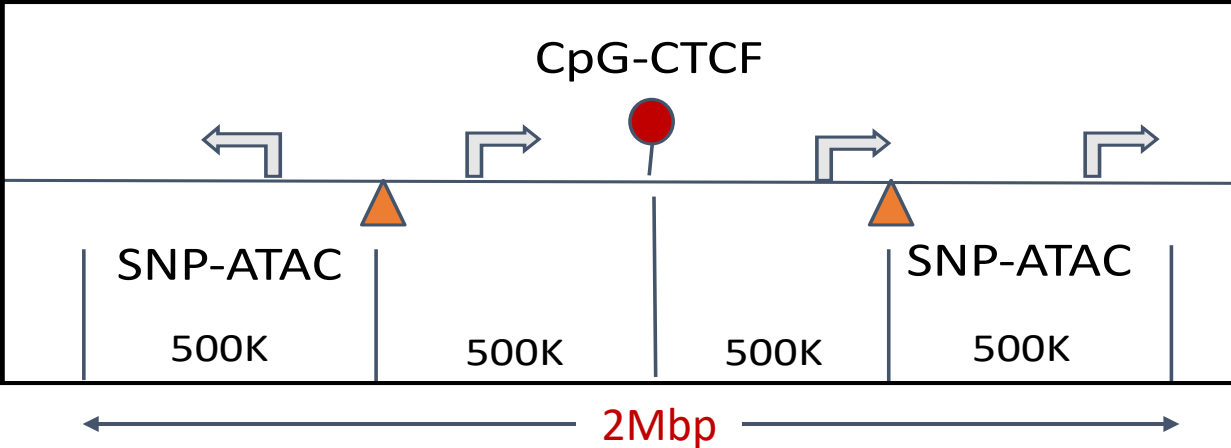 CpG-CTCF
SNP-ATAC
SNP-ATAC
500K
500K
500K
500K
2Mbp